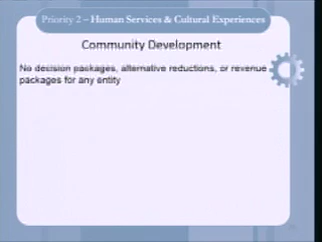 Priority 2 – Human Services & Cultural Experiences
Community Development
No decision packages, alternative reductions, or revenue
packages for any entity